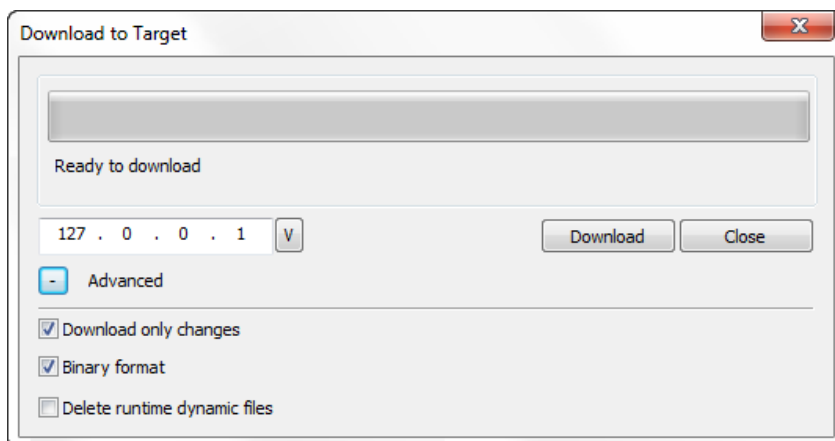 Download to Target
Ready to download
127 . 0 . 0 . 1 V Download Close
- Advanced
Download only changes
Binary format
Delete runtime dynamic files